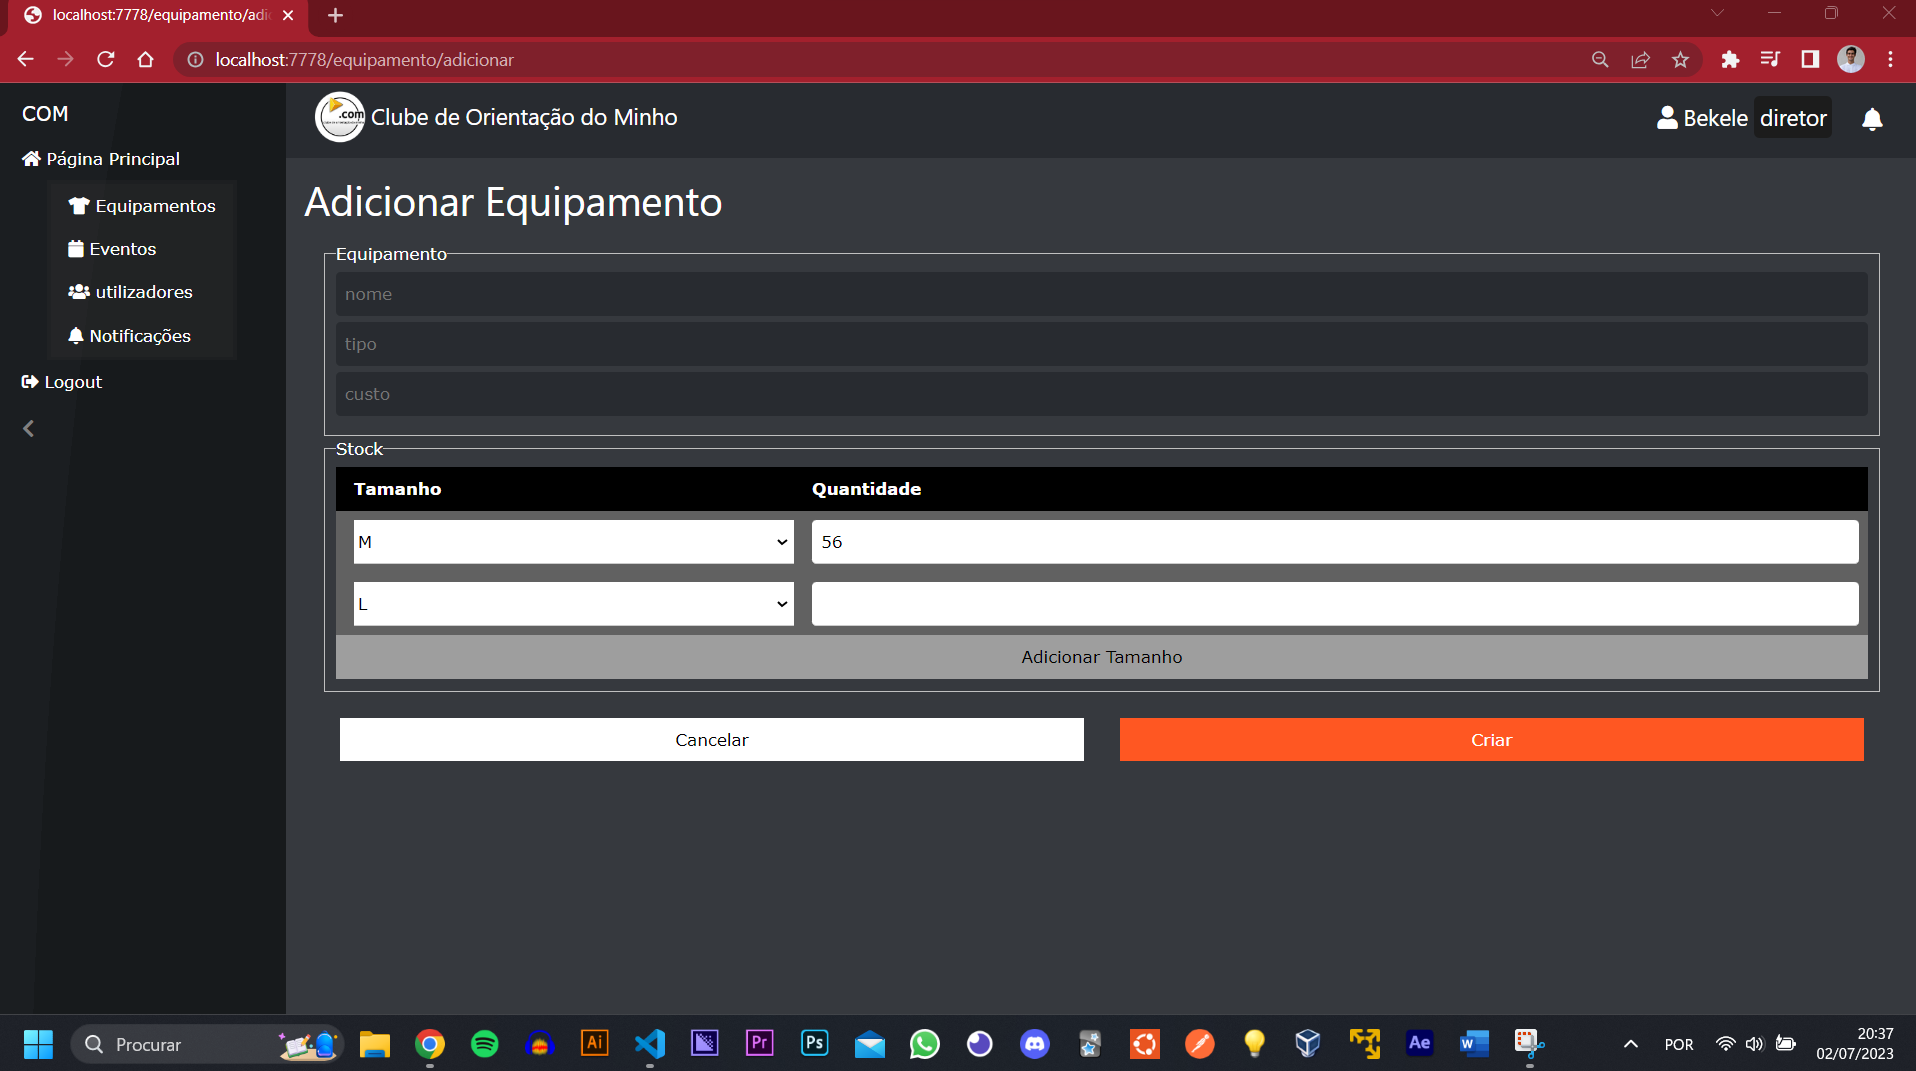 localhost:7778/equipamento/adi
localhost:7778/equipamento/adicionar
COM
Página Principal
Equipamentos
Eventos
utilizadores
Notificações
Logout
.com
Clube de Orientação do Minho
Bekele diretor
Adicionar Equipamento
Equipamento
nome
tipo
custo
Stock
Tamanho Quantidade
M 56
L
Adicionar Tamanho
Cancelar Criar
Procurar
Ai
Pr
Ps
Ae
W
POR
20:37
02/07/2023